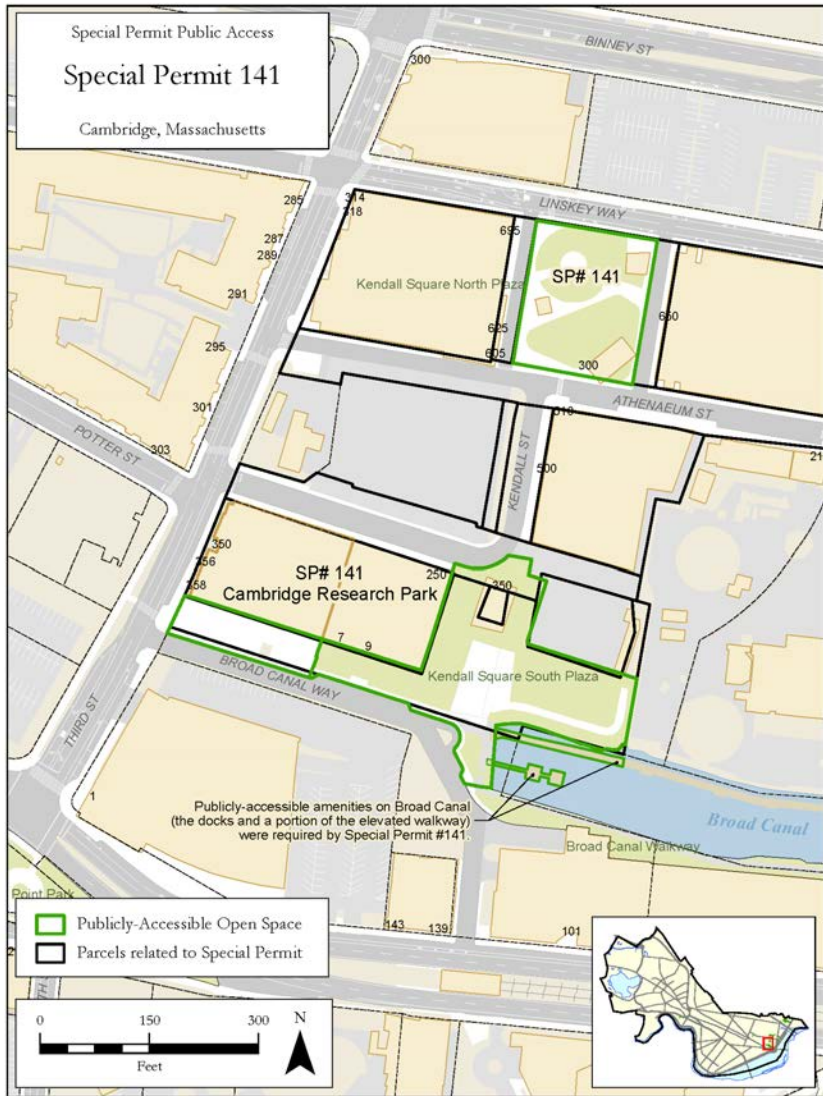 Special Permit Public Access
Special Permit 141
Cambridge, Massachusetts
BINNEY ST
300
LINSKEY WAY
285
314
318
695
287
289
SP# 141
Kendall Square North Plaza
291
650
625
295
605
300
ATHENAEUM ST
301
510
POTTER ST
303
KENDALL ST
500
21
350
356
358
SP# 141
Cambridge Research Park
250
350
7
9
Kendall Square South Plaza
BROAD CANAL WAY
THIRD ST
1
Publicly-accessible amenities on Broad Canal
(the docks and a portion of the elevated walkway)
were required by Special Permit #141.
Broad Canal
Broad Canal Walkway
Point Park
143
139
101
Publicly-Accessible Open Space
Parcels related to Special Permit
TH S
0
150
300
Feet
N